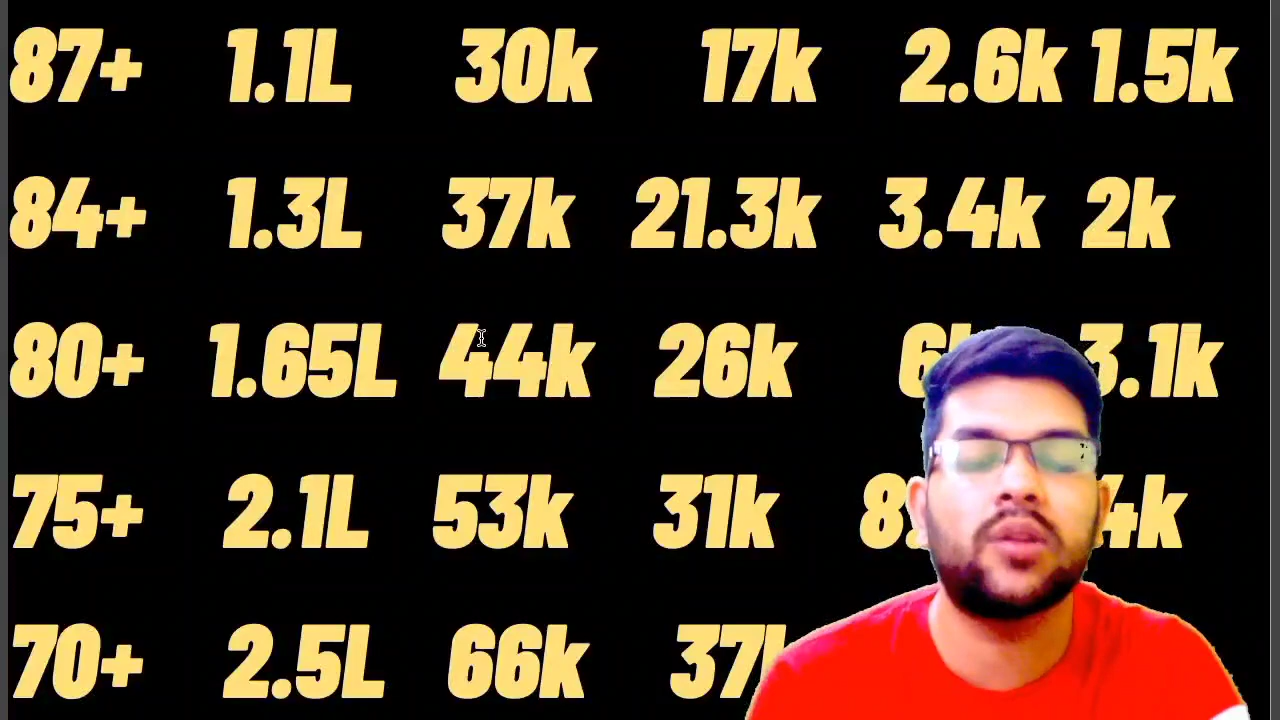 87+ 1.1L 30k 17k 2.6k 1.5k
84+ 1.3L 37k 21.3k 3.4k 2k
80+ 1.65L 44k 26k 3.1k
75+ 2.1L 53k 31k
70+ 2.5L 66k